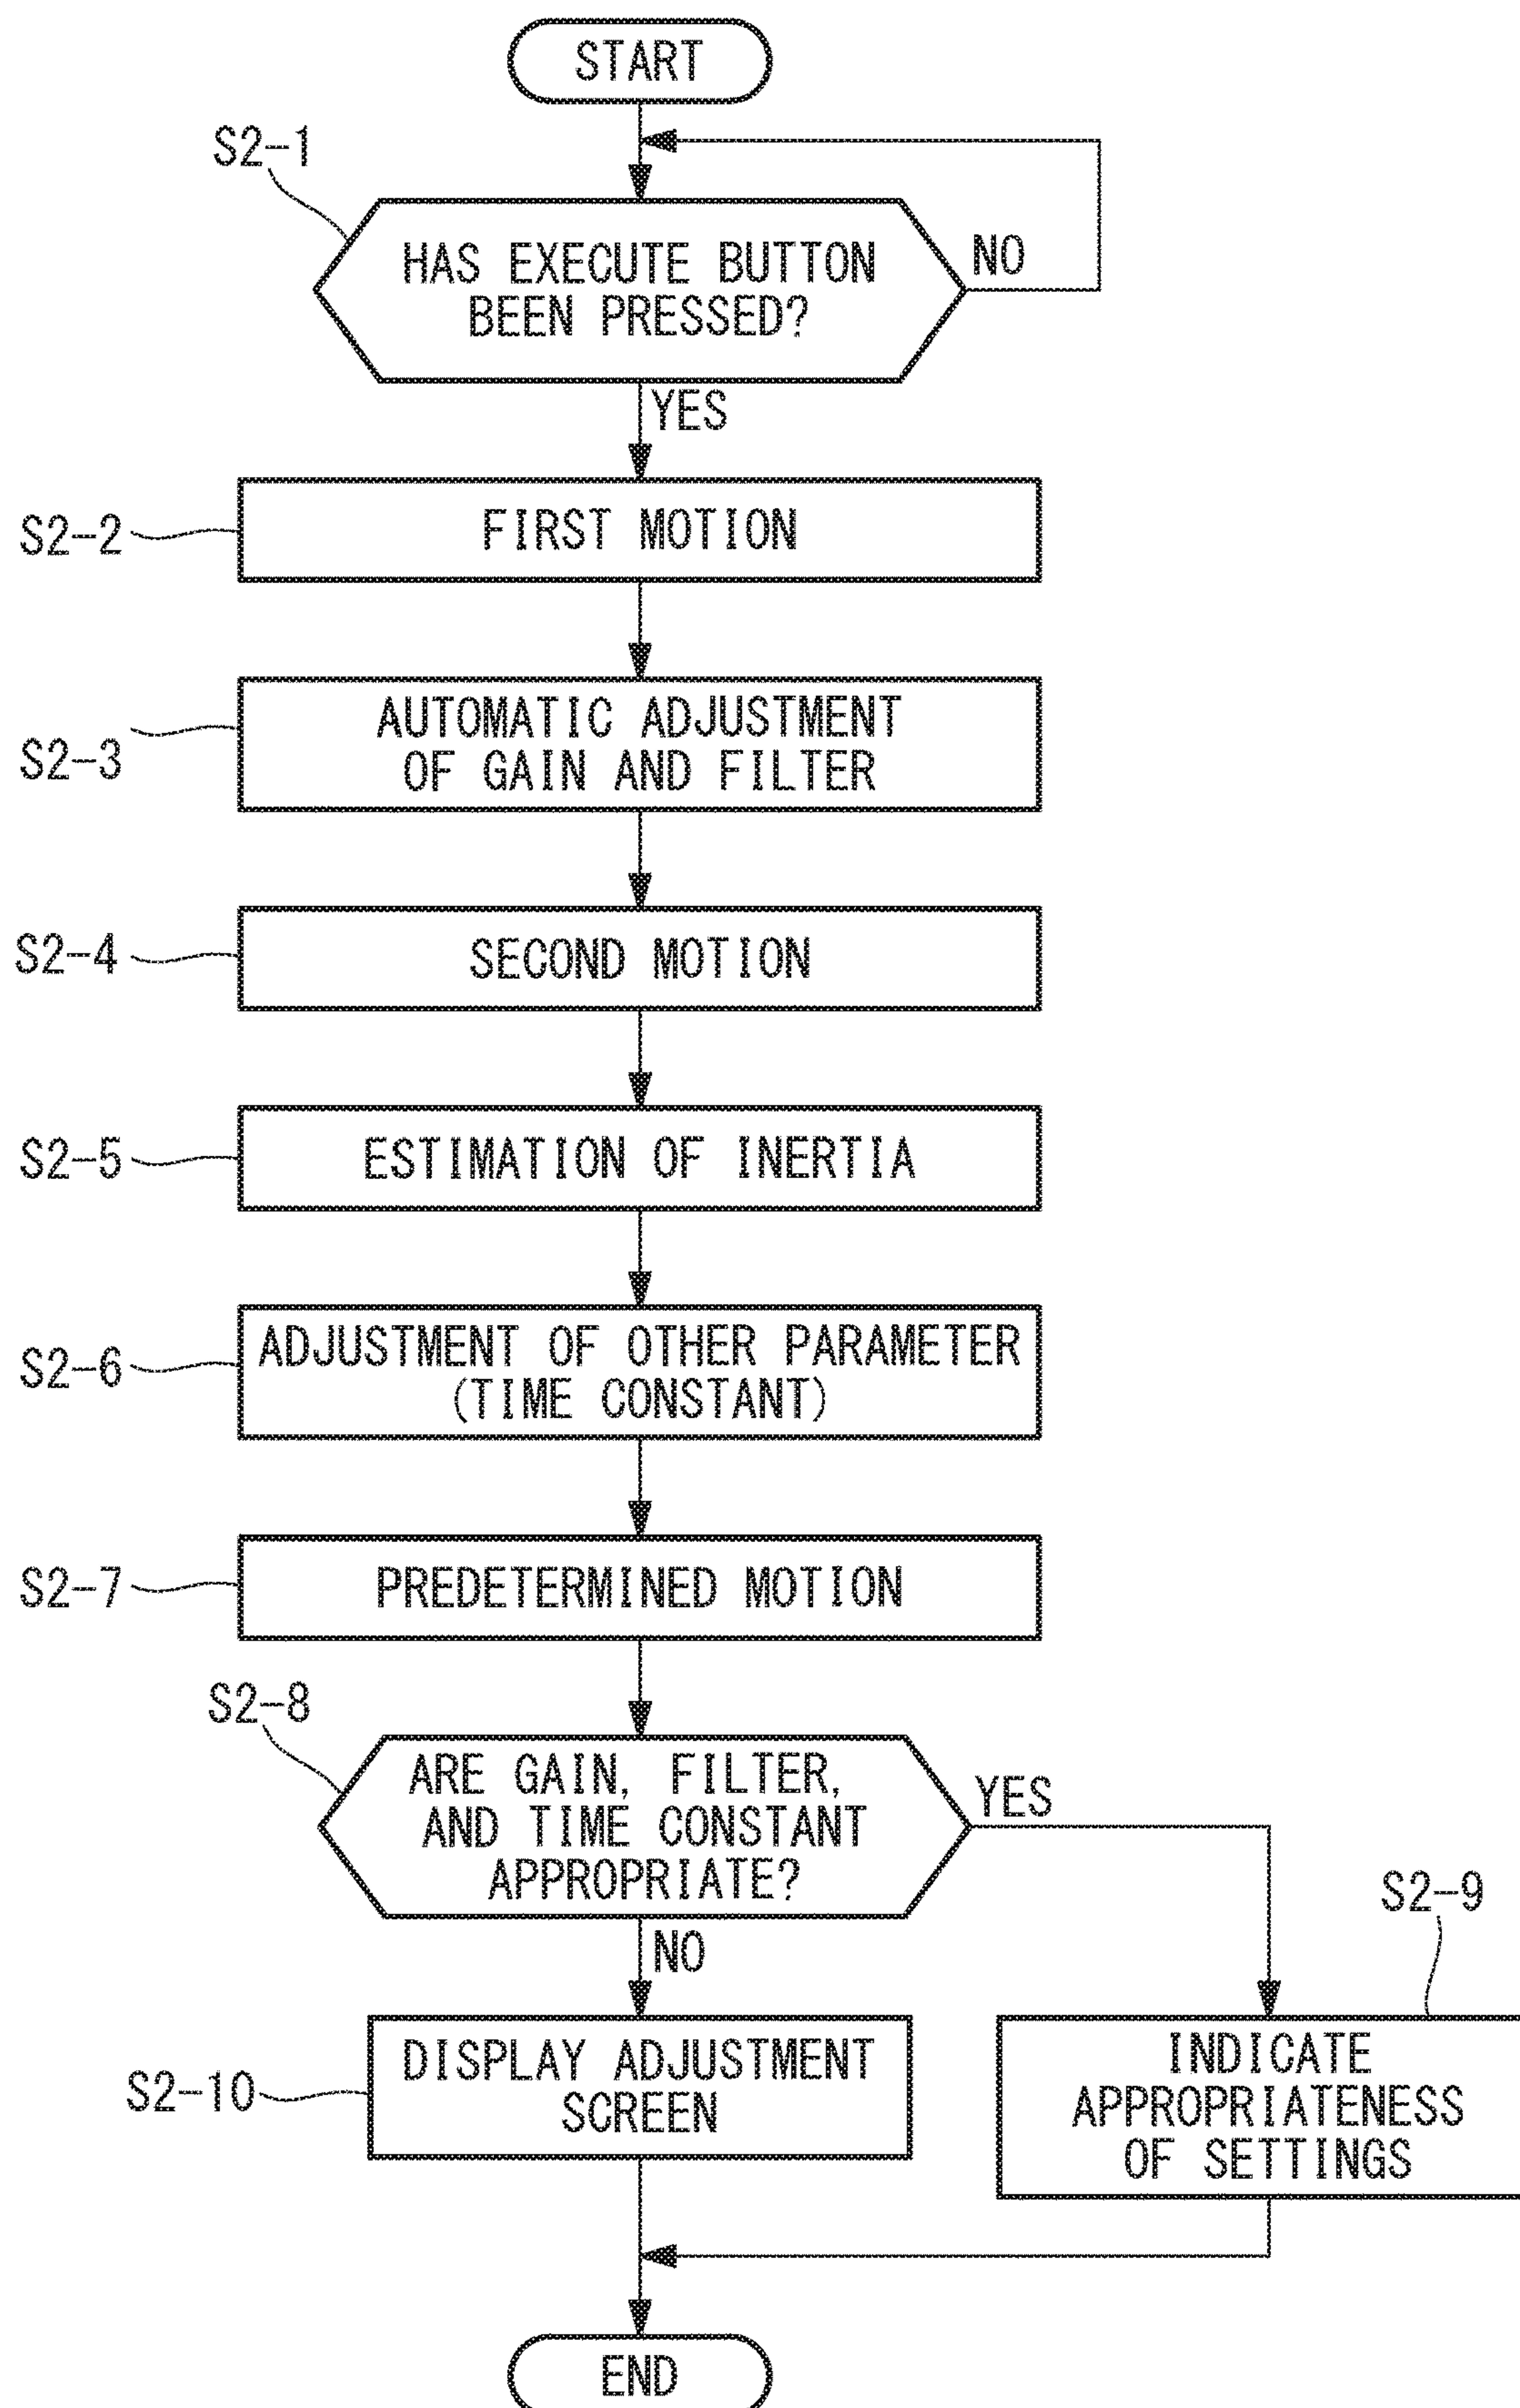 START
S2-1
HAS EXECUTE BUTTON
BEEN PRESSED?
NO
YES
S2-2
FIRST MOTION
S2-3
AUTOMATIC ADJUSTMENT
OF GAIN AND FILTER
S2-4
SECOND MOTION
S2-5
ESTIMATION OF INERTIA
S2-6
ADJUSTMENT OF OTHER PARAMETER
(TIME CONSTANT)
S2-7
PREDETERMINED MOTION
S2-8
ARE GAIN, FILTER,
AND TIME CONSTANT
APPROPRIATE?
YES
NO
S2-9
INDICATE
APPROPRIATENESS
OF SETTINGS
S2-10
DISPLAY ADJUSTMENT
SCREEN
END